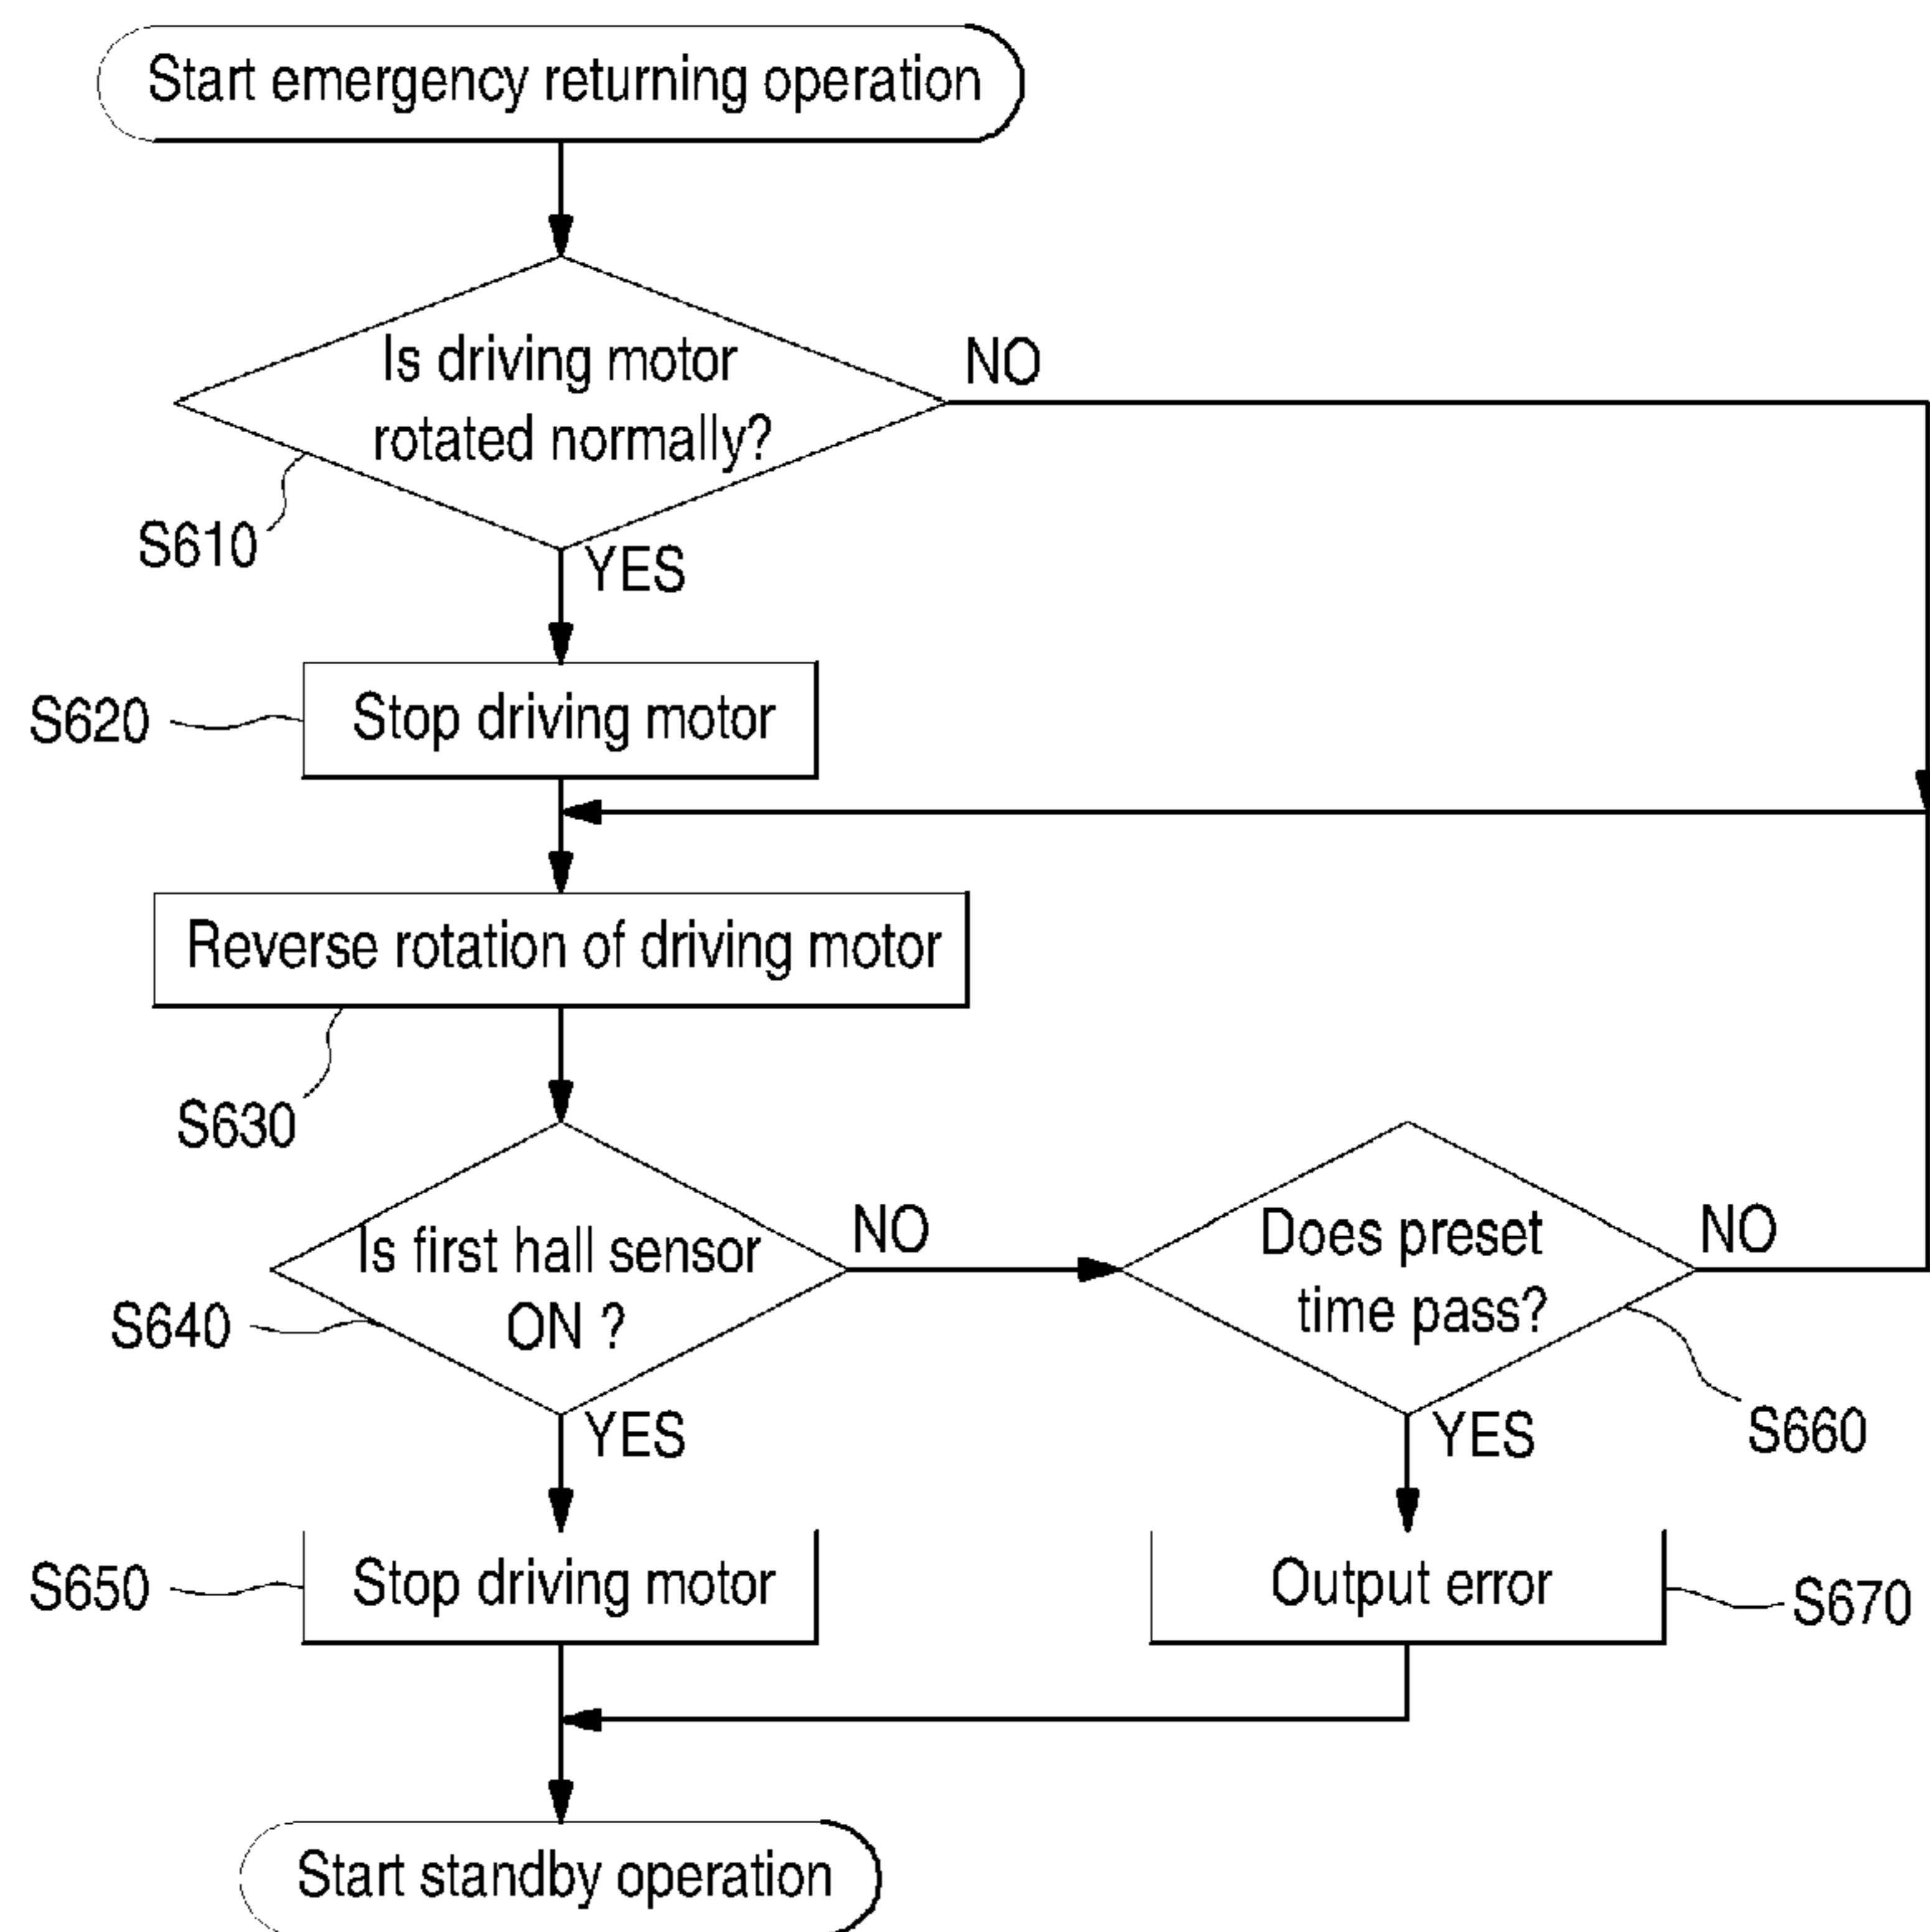 Start emergency returning operation
Is driving motor
rotated normally?
NO
S610
YES
S620
Stop driving motor
Reverse rotation of driving motor
S630
Is first hall sensor
ON ?
NO
S640
YES
Does preset
time pass?
NO
S660
YES
S650
Stop driving motor
Output error
S670
Start standby operation